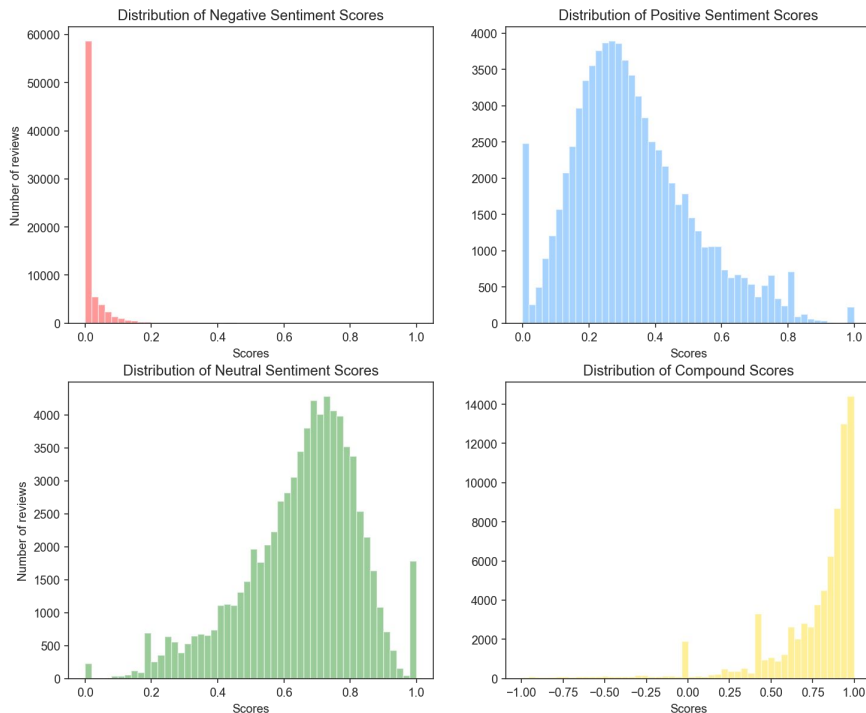 Distribution of Negative Sentiment Scores
60000
50000
40000
30000
20000
10000
0
Number of reviews
0.0 0.2 0.4 0.6 0.8 1.0
Scores
Distribution of Positive Sentiment Scores
4000
3500
3000
2500
2000
1500
1000
500
0
0.0 0.2 0.4 0.6 0.8 1.0
Scores
Distribution of Neutral Sentiment Scores
4000
3500
3000
2500
2000
1500
1000
500
0
Number of reviews
0.0 0.2 0.4 0.6 0.8 1.0
Scores
Distribution of Compound Scores
14000
12000
10000
8000
6000
4000
2000
0
−1.00 −0.75 −0.50 −0.25 0.00 0.25 0.50 0.75 1.00
Scores